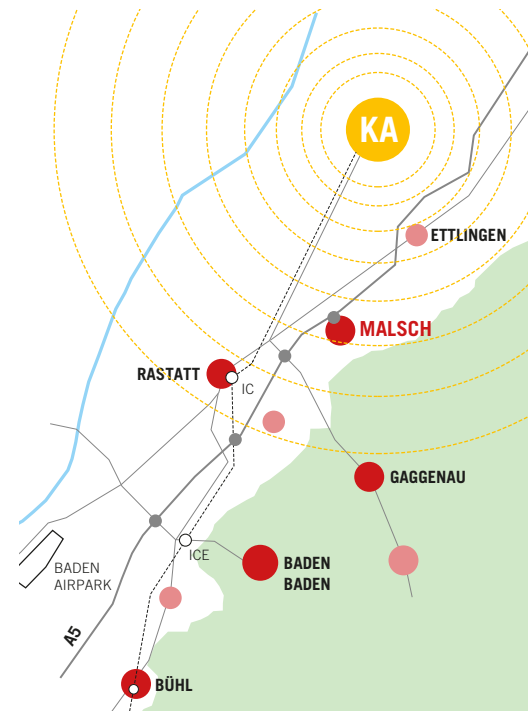 KA
ETTLINGEN
MALSCH
RASTATT
IC
GAGGENAU
ICE
BADEN
BADEN
BADEN
AIRPARK
A5
BÜHL